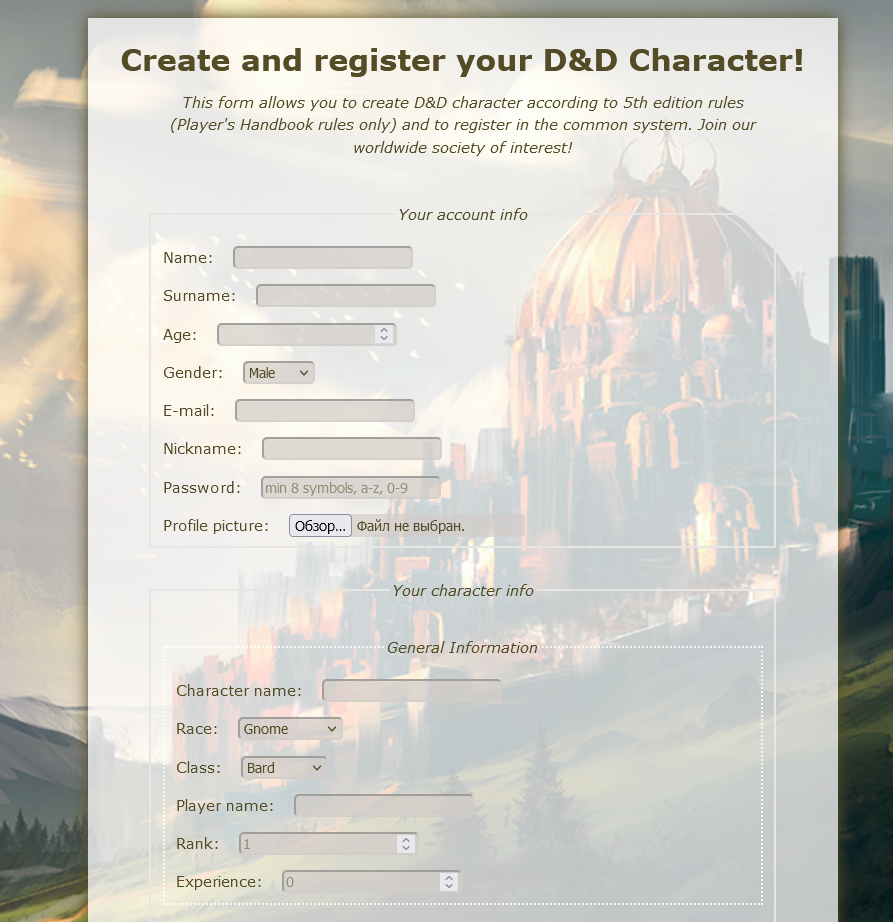 Create and register your D&D Character!
This form allows you to create D&D character according to 5th edition rules
(Player's Handbook rules only) and to register in the common system. Join our
worldwide society of interest!
Your account info
Name:
Surname:
Age:
Gender: Male
E-mail:
Nickname:
Password: min 8 symbols, a-z, 0-9
Profile picture: Обзор... Файл не выбран.
Your character info
General Information
Character name:
Race: Gnome
Class: Bard
Player name:
Rank: 1
Experience: 0